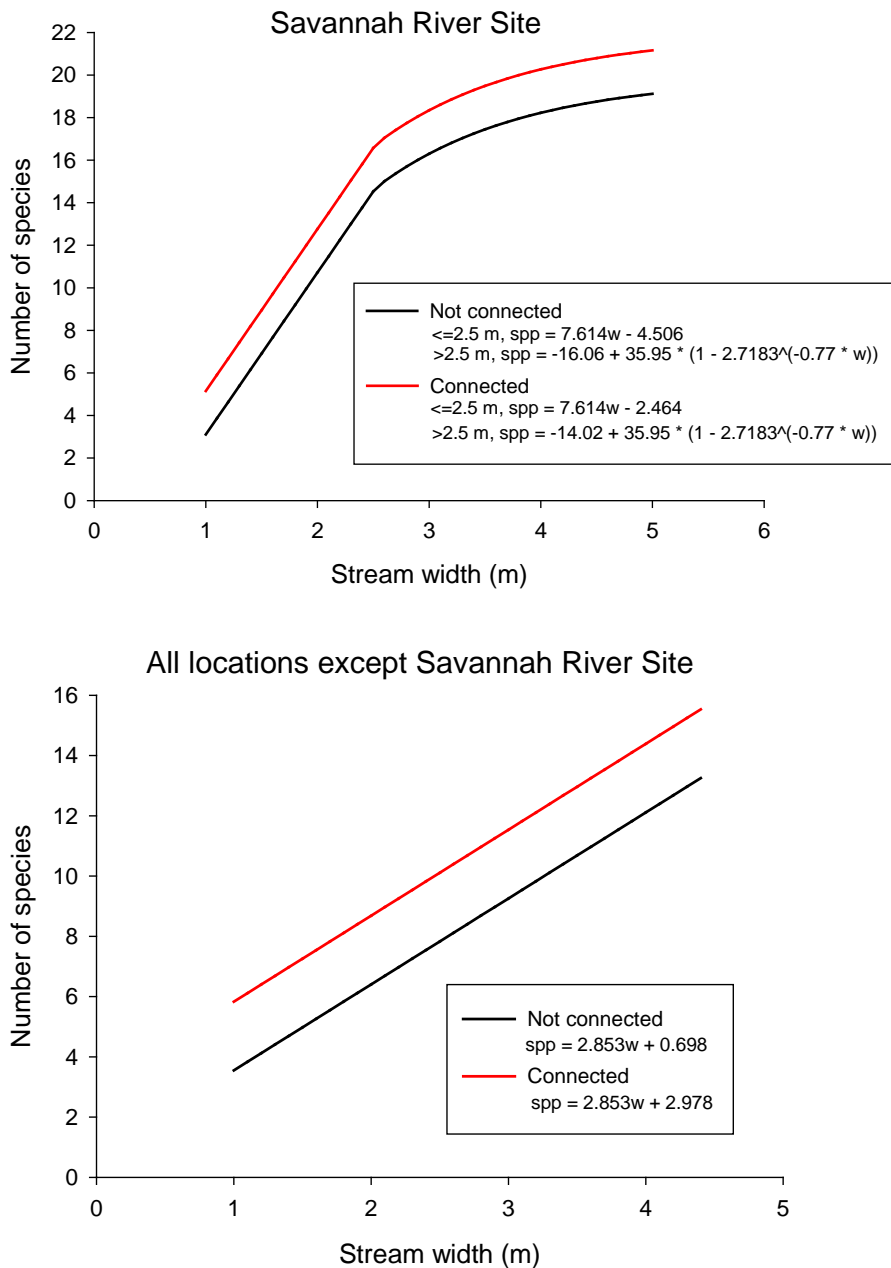 Savannah River Site
22
20
18
16
14
12
10
8
6
4
2
0
Number of species
Not connected
<=2.5 m, spp = 7.614w - 4.506
>2.5 m, spp = -16.06 + 35.95 * (1 - 2.7183^(-0.77 * w))
Connected
<=2.5 m, spp = 7.614w - 2.464
>2.5 m, spp = -14.02 + 35.95 * (1 - 2.7183^(-0.77 * w))
0 1 2 3 4 5 6
Stream width (m)
All locations except Savannah River Site
16
14
12
10
8
6
4
2
0
Number of species
Not connected
spp = 2.853w + 0.698
Connected
spp = 2.853w + 2.978
0 1 2 3 4 5
Stream width (m)